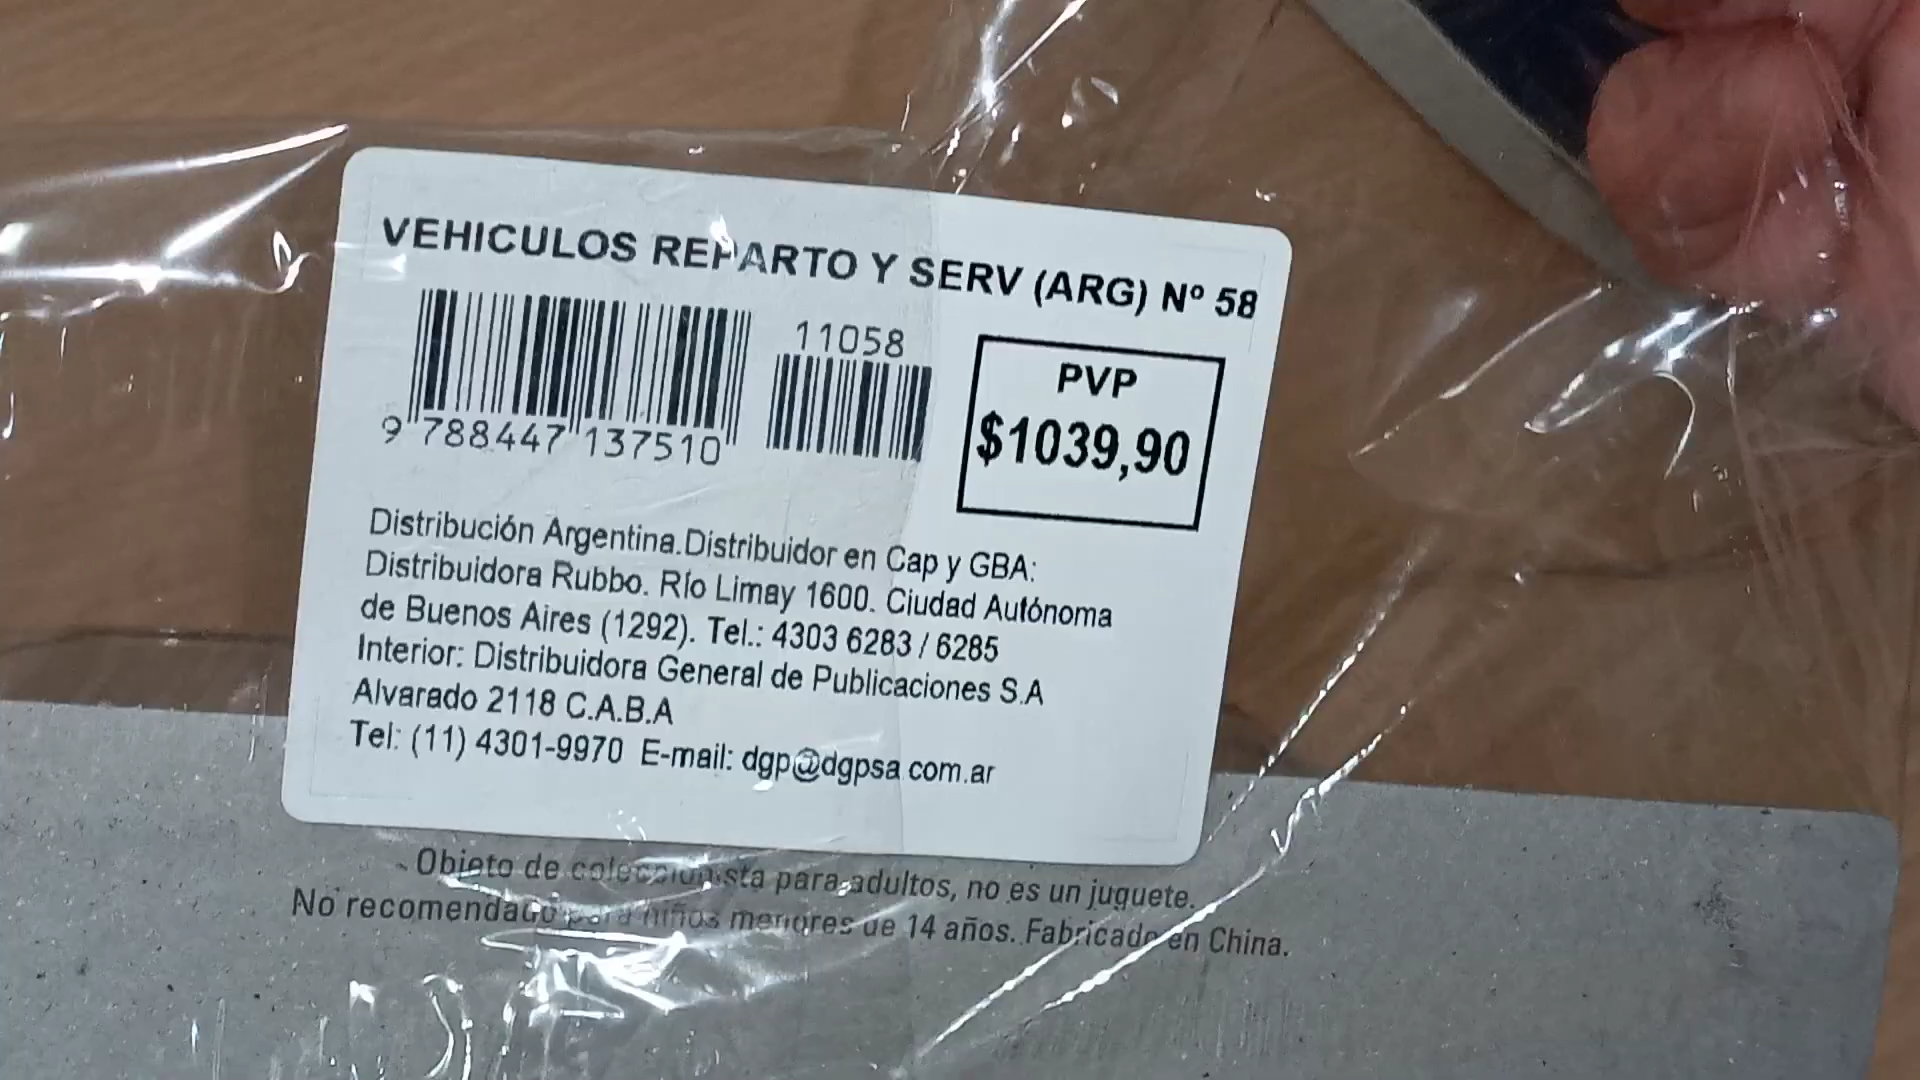 VEHICULOS REPARTO Y SERV (ARG) Nº 58
11058
9 788447 137510
PVP
$1039,90
Distribución Argentina.Distribuidor en Cap y GBA:
Distribuidora Rubbo. Río Limay 1600. Ciudad Autónoma
de Buenos Aires (1292). Tel.: 4303 6283 / 6285
Interior: Distribuidora General de Publicaciones S.A
Alvarado 2118 C.A.B.A
Tel: (11) 4301-9970 E-mail: dgp@dgpsa.com.ar
Objeto de coleccionista para adultos, no es un juguete.
No recomendado para niños menores de 14 años. Fabricado en China.